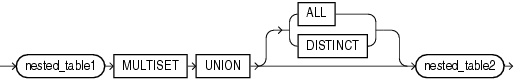 ALL
DISTINCT
nested_table1 MULTISET UNION nested_table2